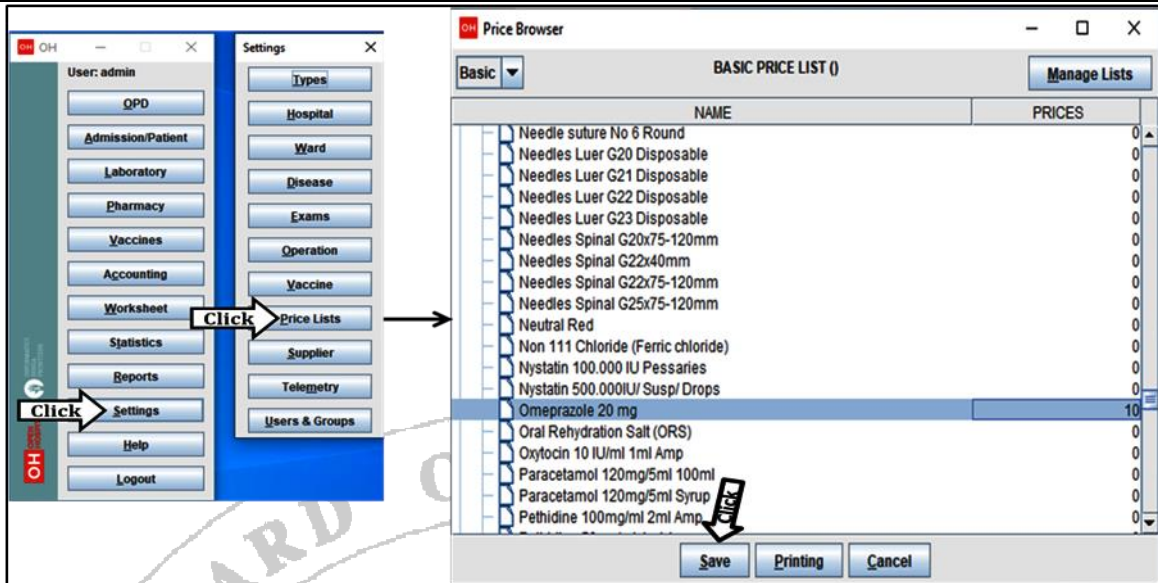 OH OH
User: admin
OPD
Admission/Patient
Laboratory
Pharmacy
Vaccines
Accounting
Worksheet
Click
Statistics
Reports
Click
Settings
Help
Logout
OH OPEN
Settings
Types
Hospital
Ward
Disease
Exams
Operation
Vaccine
Price Lists
Supplier
Telemetry
Users & Groups
OH Price Browser
Basic BASIC PRICE LIST () Manage Lists
NAME PRICES
Needle suture No 6 Round 0
Needles Luer G20 Disposable 0
Needles Luer G21 Disposable 0
Needles Luer G22 Disposable 0
Needles Luer G23 Disposable 0
Needles Spinal G20x75-120mm 0
Needles Spinal G22x40mm 0
Needles Spinal G22x75-120mm 0
Needles Spinal G25x75-120mm 0
Neutral Red 0
Non 111 Chloride (Ferric chloride) 0
Nystatin 100.000 IU Pessaries 0
Nystatin 500.000IU/ Susp/ Drops 0
Omeprazole 20 mg 10
Oral Rehydration Salt (ORS) 0
Oxytocin 10 IU/ml 1ml Amp 0
Paracetamol 120mg/5ml 100ml 0
Paracetamol 120mg/5ml Syrup 0
Pethidine 100mg/ml 2ml Amp 0
Click
Save Printing Cancel
ARD O